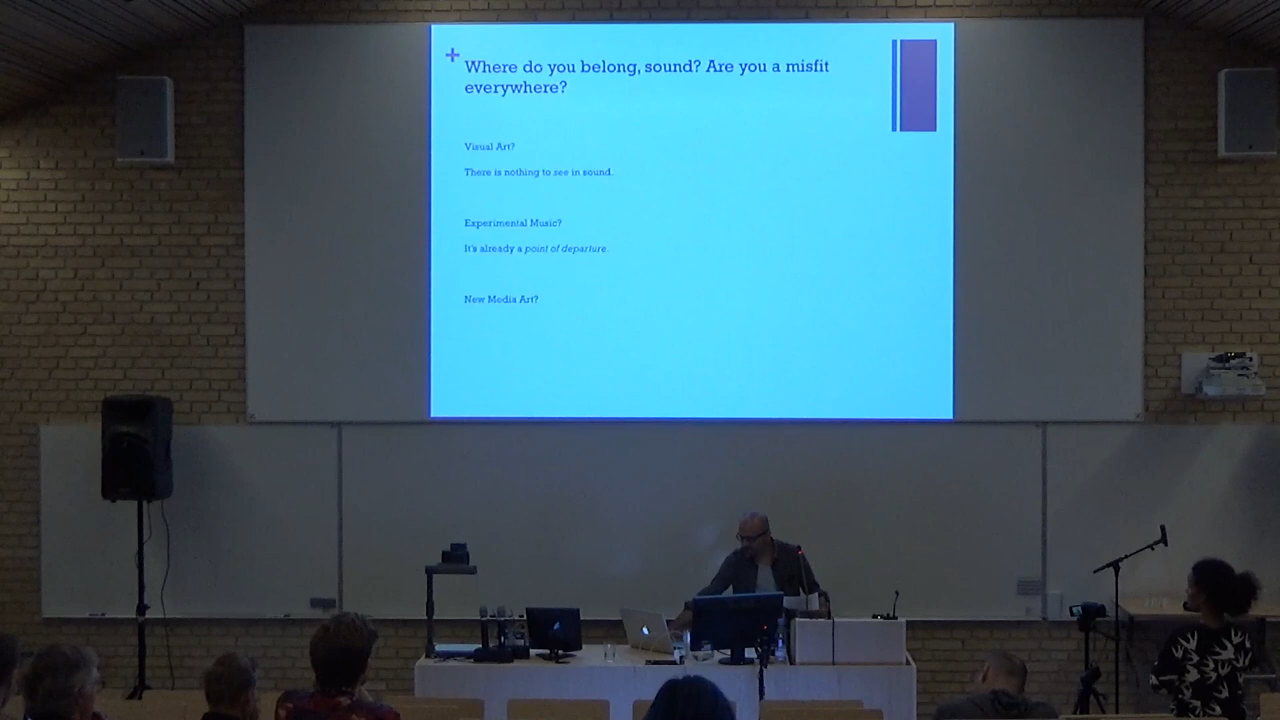 + Where do you belong, sound? Are you a misfit
everywhere?
Visual Art?
There is nothing to see in sound.
Experimental Music?
It's already a point of departure.
New Media Art?